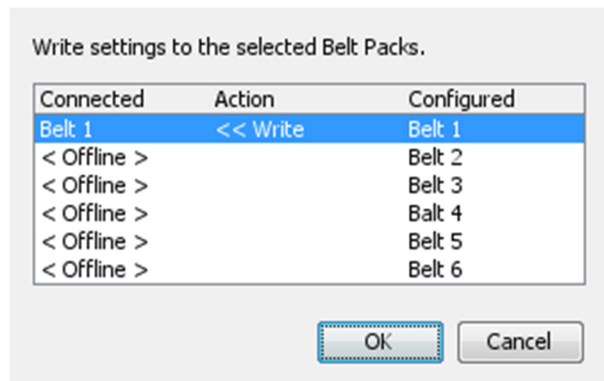 Write settings to the selected Belt Packs.
Connected Action Configured
Belt 1 << Write Belt 1
< Offline > Belt 2
< Offline > Belt 3
< Offline > Balt 4
< Offline > Belt 5
< Offline > Belt 6
OK Cancel